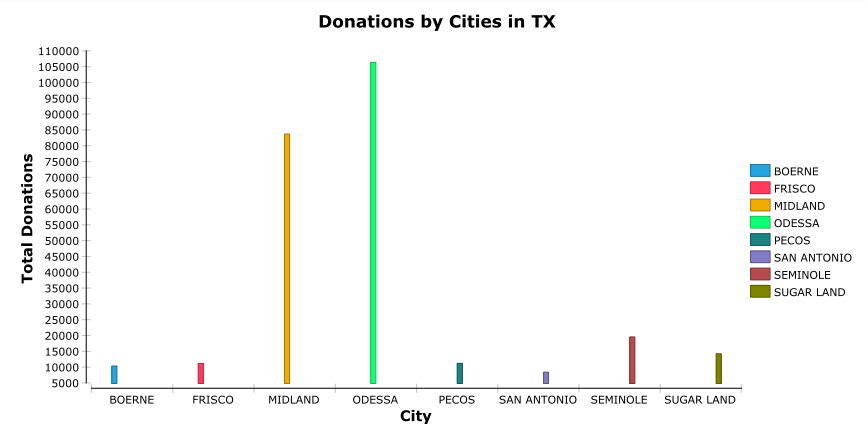 Donations by Cities in TX
Total Donations
110000
105000
100000
95000
90000
85000
80000
75000
70000
65000
60000
55000
50000
45000
40000
35000
30000
25000
20000
15000
10000
5000
BOERNE FRISCO MIDLAND ODESSA PECOS SAN ANTONIO SEMINOLE SUGAR LAND
City
BOERNE
FRISCO
MIDLAND
ODESSA
PECOS
SAN ANTONIO
SEMINOLE
SUGAR LAND